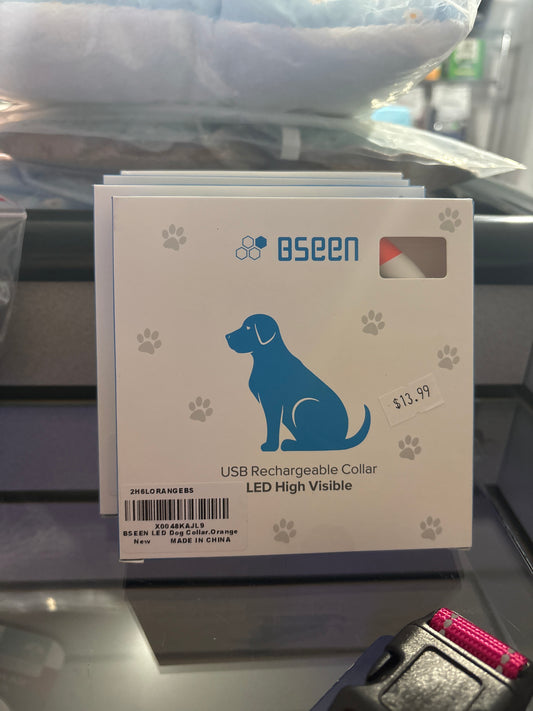 BSEEN
$13.99
USB Rechargeable Collar
LED High Visible
2H6LORANGEBS
X0048KAJL9
BSEEN LED Dog Collar,Orange
New MADE IN CHINA